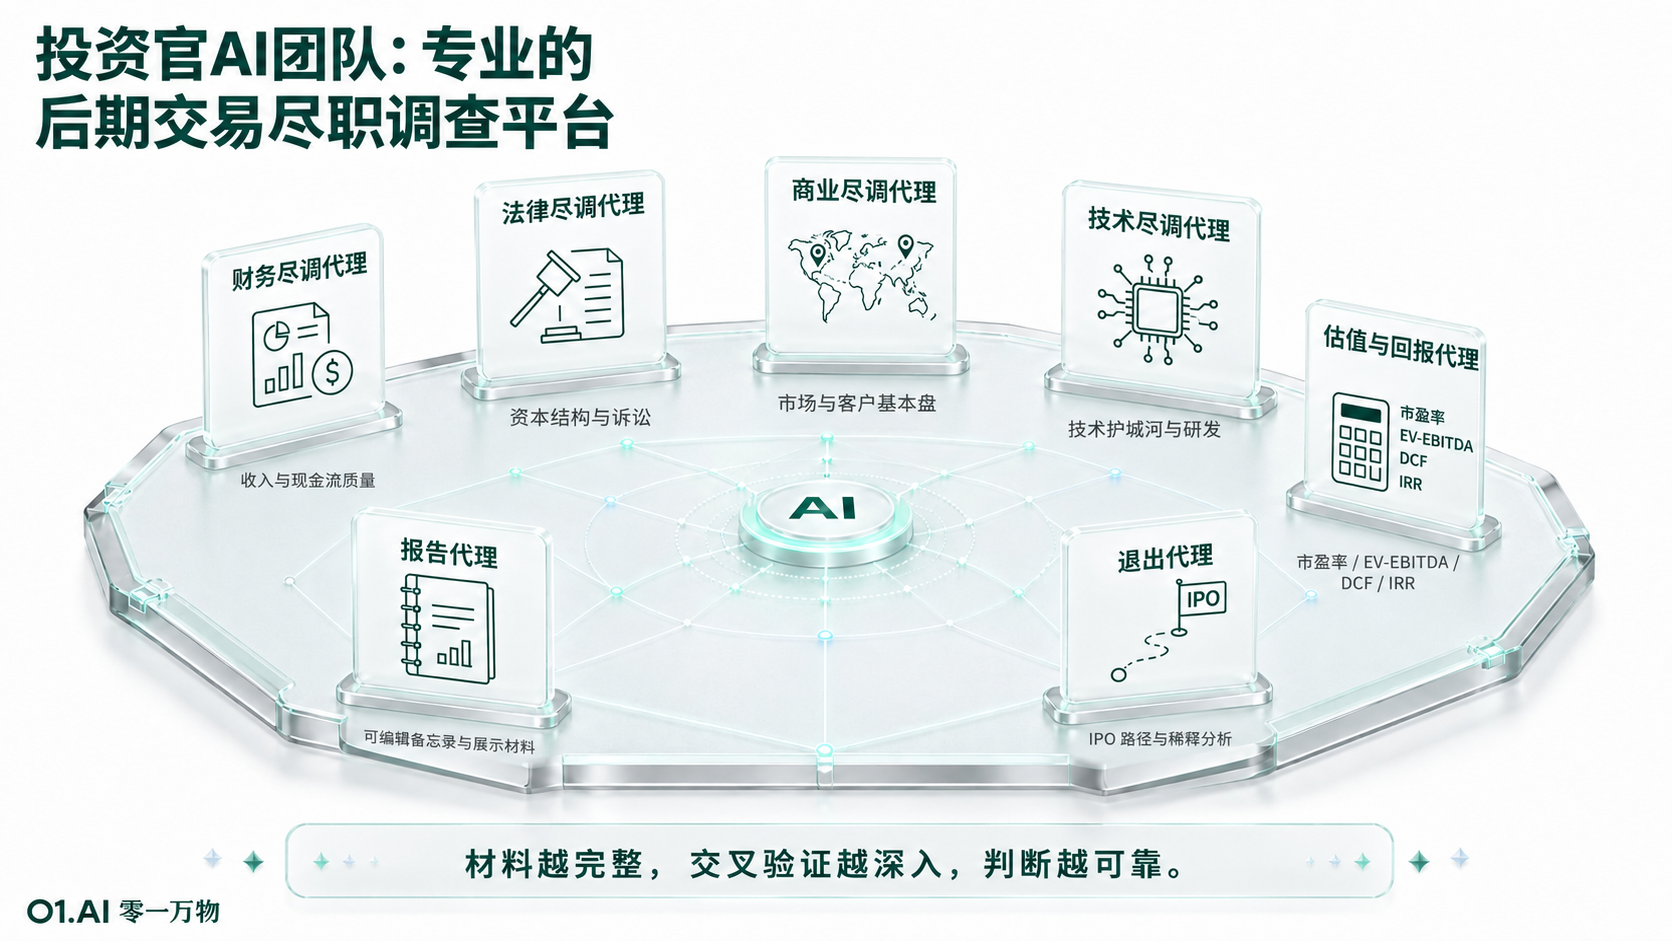 投资官AI团队：专业的
后期交易尽职调查平台
财务尽调代理
$
收入与现金流质量
法律尽调代理
资本结构与诉讼
商业尽调代理
市场与客户基本盘
技术尽调代理
技术护城河与研发
估值与回报代理
市盈率
EV-EBITDA
DCF
IRR
市盈率 / EV-EBITDA /
DCF / IRR
AI
报告代理
可编辑备忘录与展示材料
退出代理
IPO
IPO 路径与稀释分析
材料越完整，交叉验证越深入，判断越可靠。
01.AI 零一万物